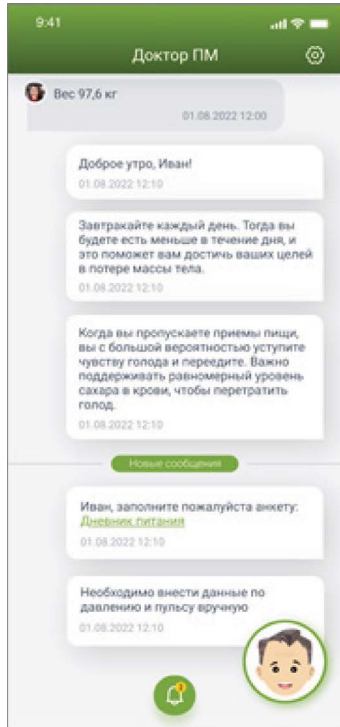 9:41
Доктор ПМ
Вес 97,6 кг
01.08.2022 12:00
Доброе утро, Иван!
01.08.2022 12:10
Завтракайте каждый день. Тогда вы
будете есть меньше в течение дня, и
это поможет вам достичь ваших целей
в потере массы тела.
01.08.2022 12:10
Когда вы пропускаете приемы пищи,
вы с большой вероятностью уступите
чувству голода и переедите. Важно
поддерживать равномерный уровень
сахара в крови, чтобы перетратить
голод.
01.08.2022 12:10
Новые сообщения
Иван, заполните пожалуйста анкету:
Дневник питания
01.08.2022 12:10
Необходимо внести данные по
давлению и пульсу вручную
01.08.2022 12:10